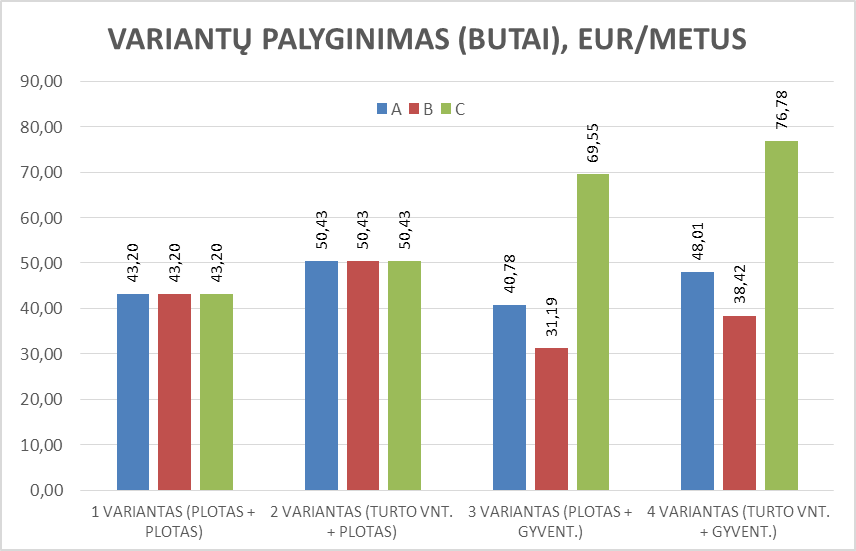 VARIANTŲ PALYGINIMAS (BUTAI), EUR/METUS
90,00
80,00
70,00
60,00
50,00
40,00
30,00
20,00
10,00
0,00
A B C
43,20
43,20
43,20
50,43
50,43
50,43
40,78
31,19
69,55
48,01
38,42
76,78
1 VARIANTAS (PLOTAS +
PLOTAS)
2 VARIANTAS (TURTO VNT.
+ PLOTAS)
3 VARIANTAS (PLOTAS +
GYVENT.)
4 VARIANTAS (TURTO VNT.
+ GYVENT.)